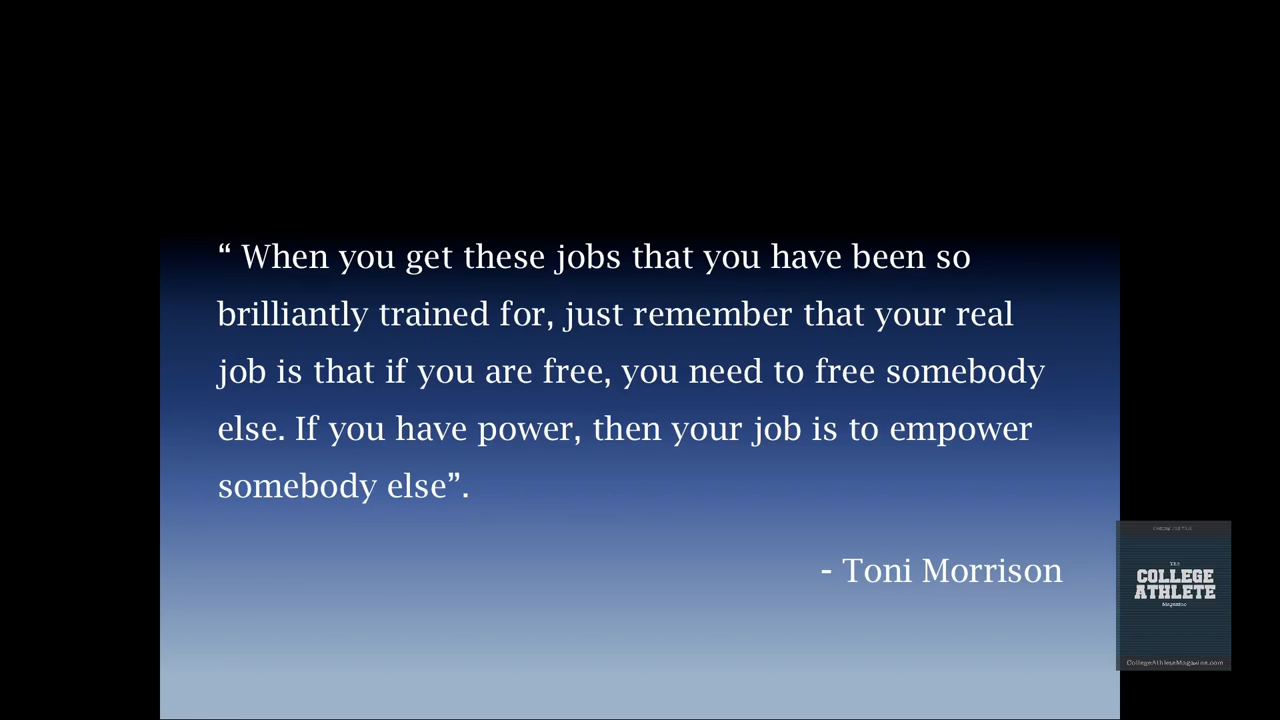 “ When you get these jobs that you have been so
brilliantly trained for, just remember that your real
job is that if you are free, you need to free somebody
else. If you have power, then your job is to empower
somebody else”.
- Toni Morrison
The
COLLEGE
ATHLETE
Magazine
CollegeAthleteMagazine.com